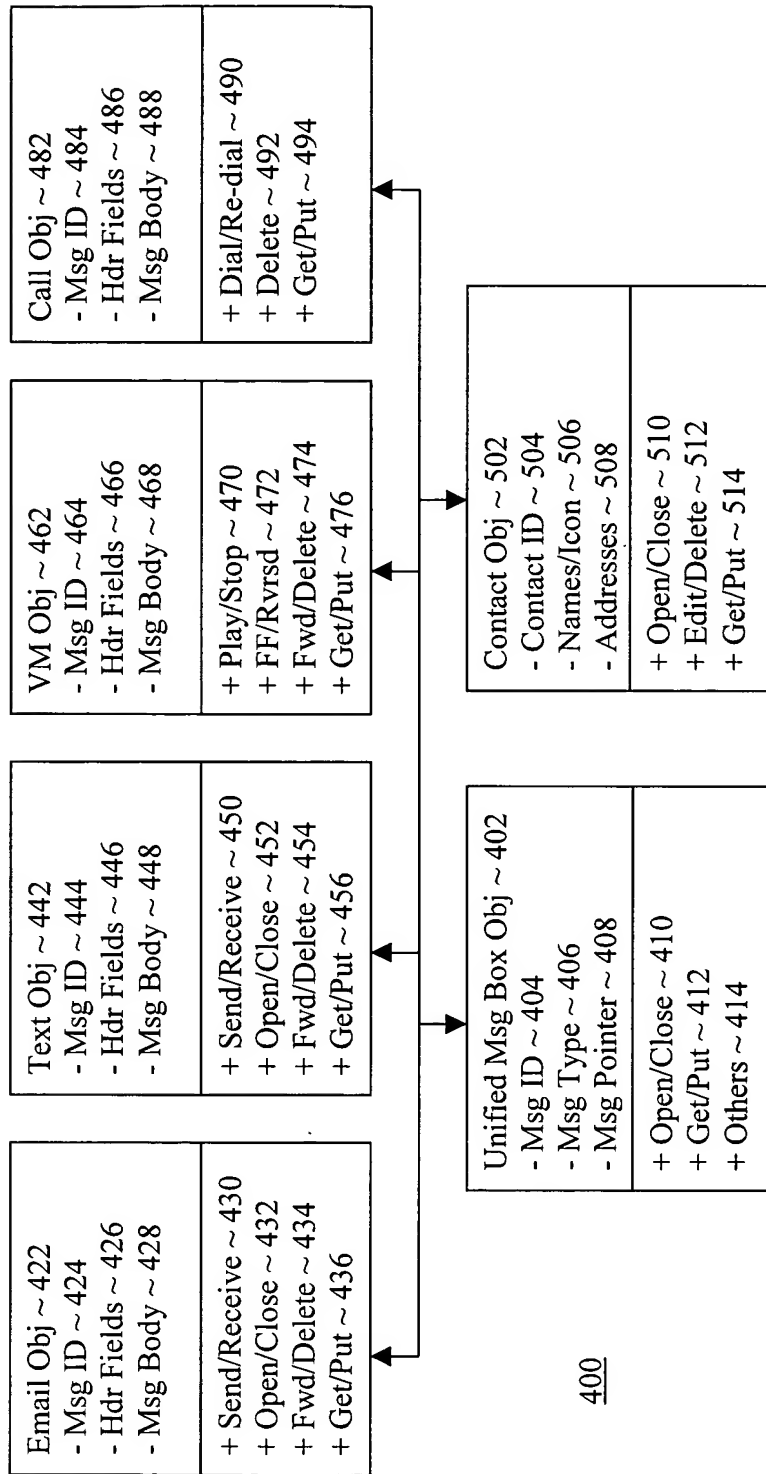 Email Obj ~ 422
- Msg ID ~ 424
- Hdr Fields ~ 426
- Msg Body ~ 428
+ Send/Receive ~ 430
+ Open/Close ~ 432
+ Fwd/Delete ~ 434
+ Get/Put ~ 436
Text Obj ~ 442
- Msg ID ~ 444
- Hdr Fields ~ 446
- Msg Body ~ 448
+ Send/Receive ~ 450
+ Open/Close ~ 452
+ Fwd/Delete ~ 454
+ Get/Put ~ 456
VM Obj ~ 462
- Msg ID ~ 464
- Hdr Fields ~ 466
- Msg Body ~ 468
+ Play/Stop ~ 470
+ FF/Rvrsd ~ 472
+ Fwd/Delete ~ 474
+ Get/Put ~ 476
Call Obj ~ 482
- Msg ID ~ 484
- Hdr Fields ~ 486
- Msg Body ~ 488
+ Dial/Re-dial ~ 490
+ Delete ~ 492
+ Get/Put ~ 494
Unified Msg Box Obj ~ 402
- Msg ID ~ 404
- Msg Type ~ 406
- Msg Pointer ~ 408
+ Open/Close ~ 410
+ Get/Put ~ 412
+ Others ~ 414
Contact Obj ~ 502
- Contact ID ~ 504
- Names/Icon ~ 506
- Addresses ~ 508
+ Open/Close ~ 510
+ Edit/Delete ~ 512
+ Get/Put ~ 514
400